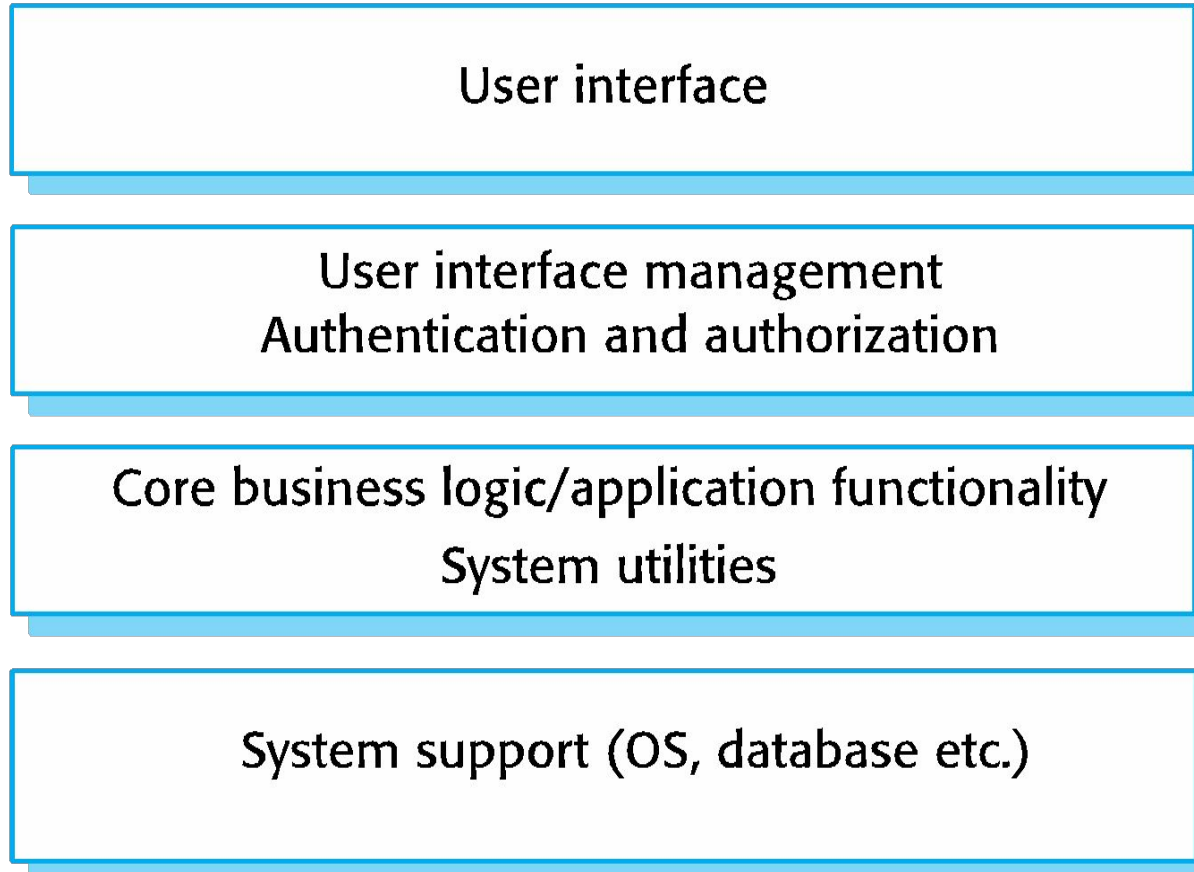 User interface
User interface management
Authentication and authorization
Core business logic/application functionality
System utilities
System support (OS, database etc.)